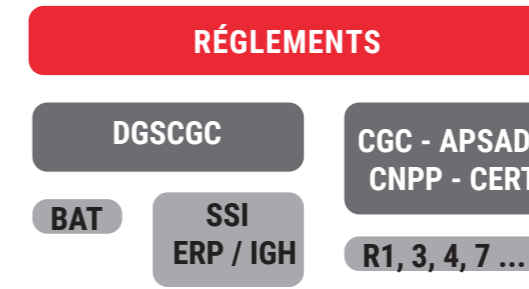 RÉGLEMENTS
DGSCGC
CGC - APSAD
CNPP - CERT
BAT
SSI
ERP / IGH
R1, 3, 4, 7 ...